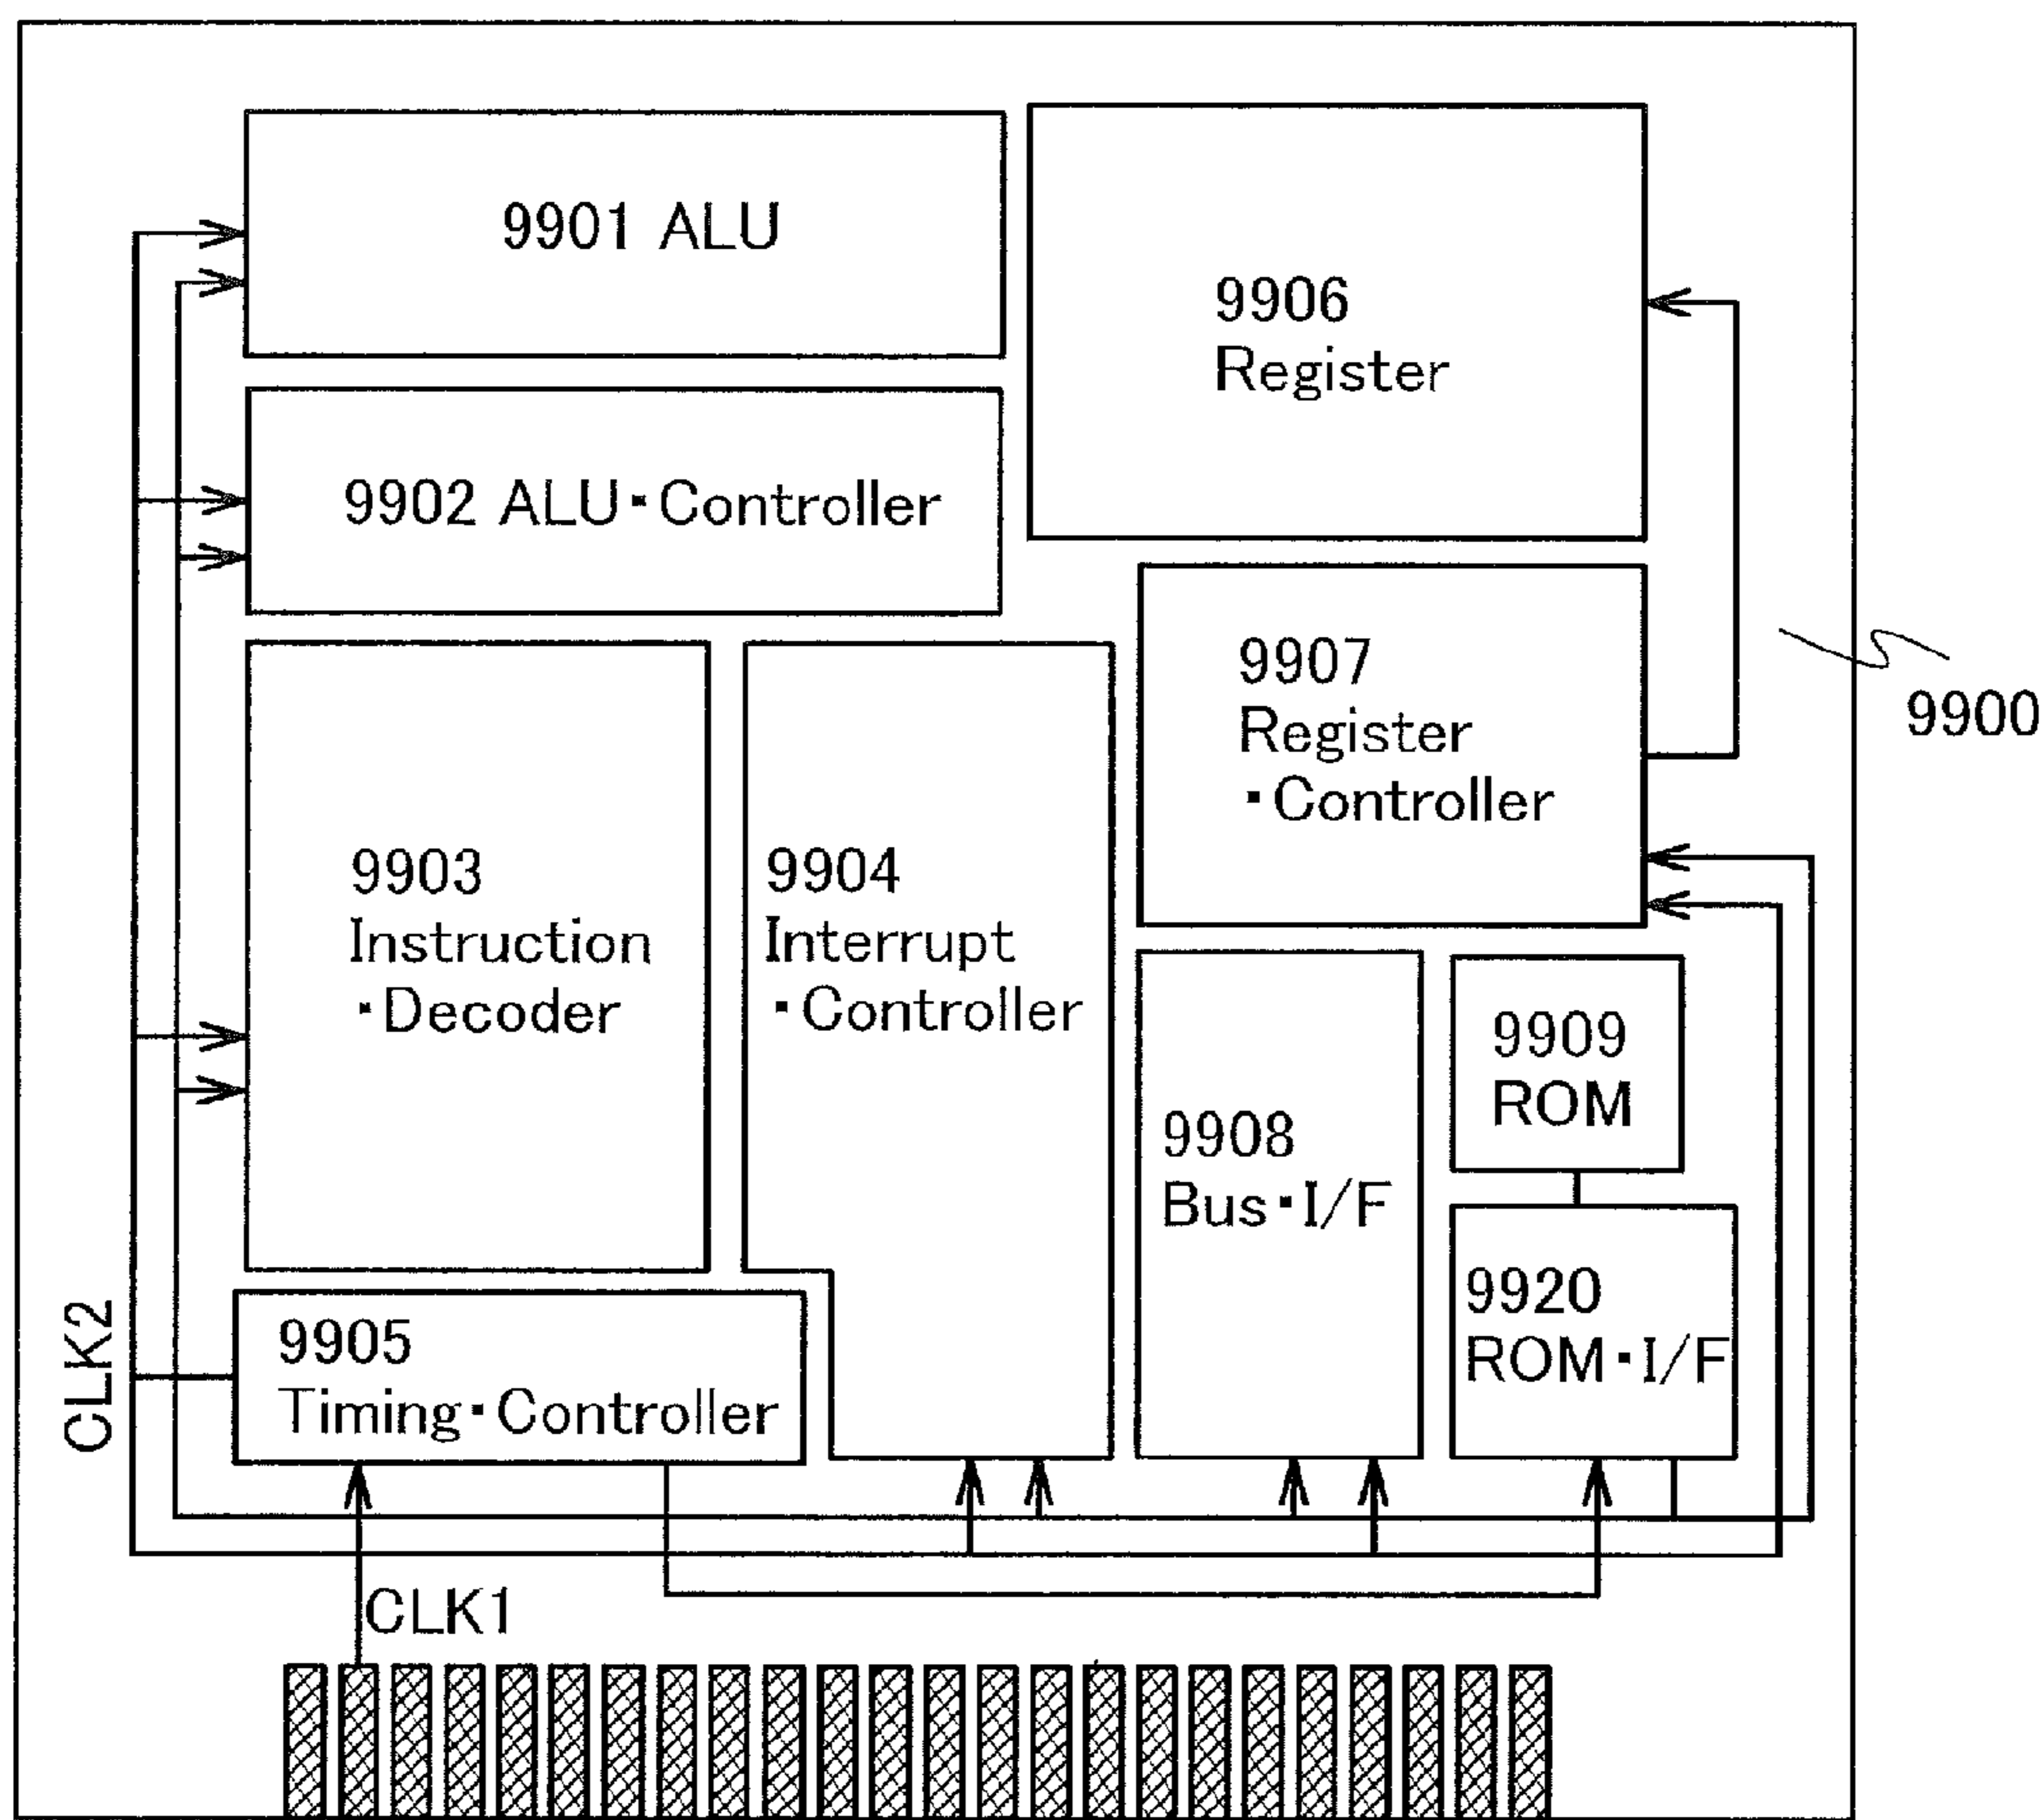 9901 ALU
9906
Register
9902 ALU・Controller
9907
Register
・Controller
9900
9903
Instruction
・Decoder
9904
Interrupt
・Controller
9909
ROM
9908
Bus・I/F
9920
ROM・I/F
9905
Timing・Controller
CLK2
CLK1